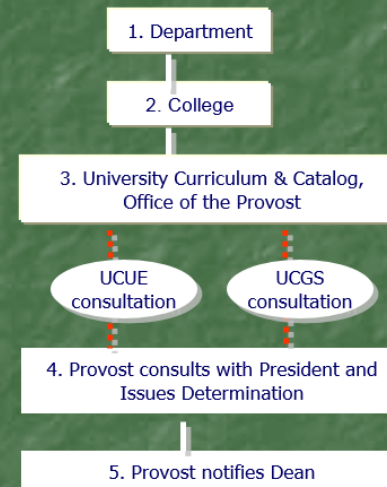 1. Department
2. College
3. University Curriculum & Catalog,
Office of the Provost
UCUE
consultation
UCGS
consultation
4. Provost consults with President and
Issues Determination
5. Provost notifies Dean